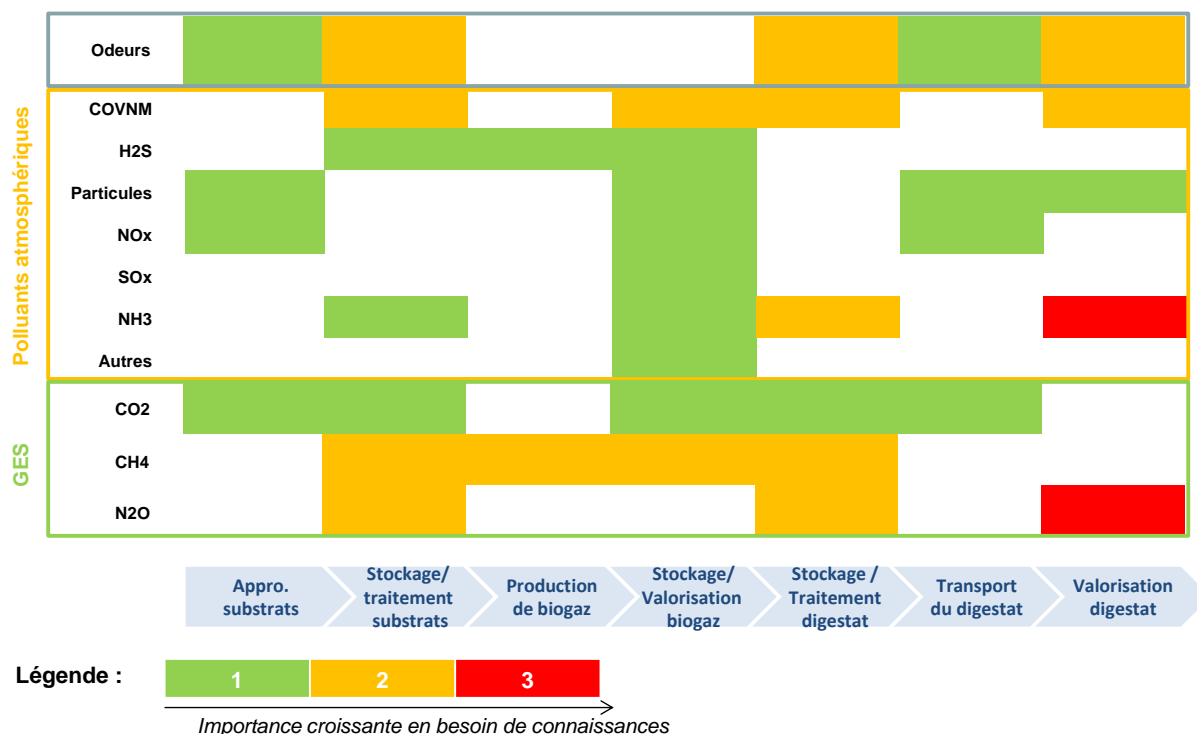 Odeurs
Polluants atmosphériques
COVNM
H2S
Particules
NOx
SOx
NH3
Autres
GES
CO2
CH4
N2O
Appro.
substrats
Stockage/
traitement
substrats
Production
de biogaz
Stockage/
Valorisation
biogaz
Stockage /
Traitement
digestat
Transport
du digestat
Valorisation
digestat
Légende :
1
2
3
Importance croissante en besoin de connaissances